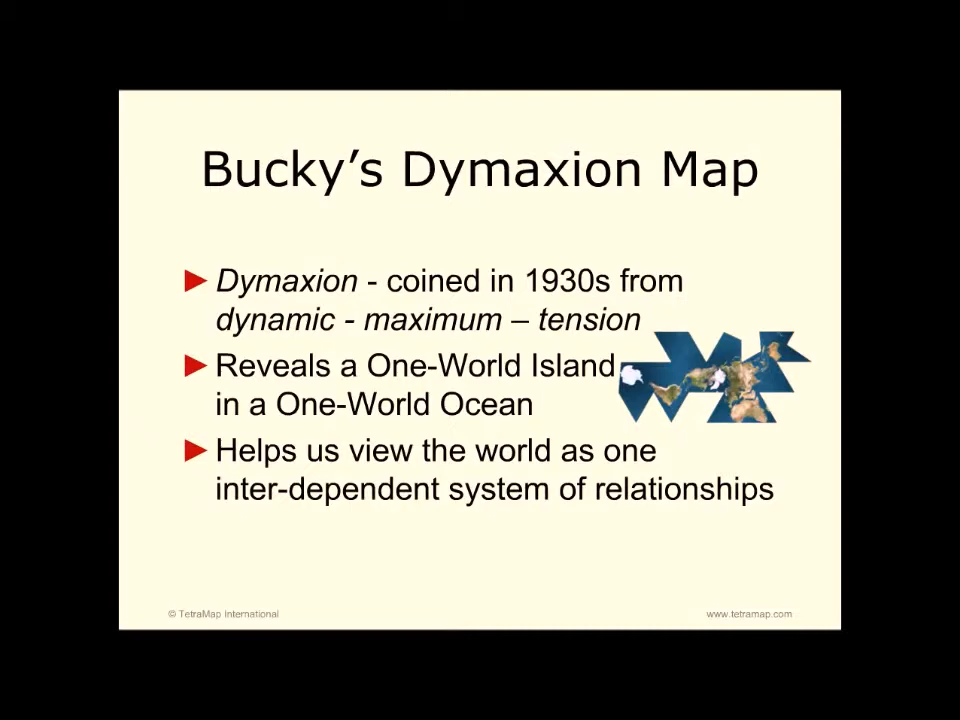 Bucky’s Dymaxion Map
►Dymaxion - coined in 1930s from
dynamic - maximum – tension
►Reveals a One-World Island
in a One-World Ocean
►Helps us view the world as one
inter-dependent system of relationships
© TetraMap International
www.tetramap.com